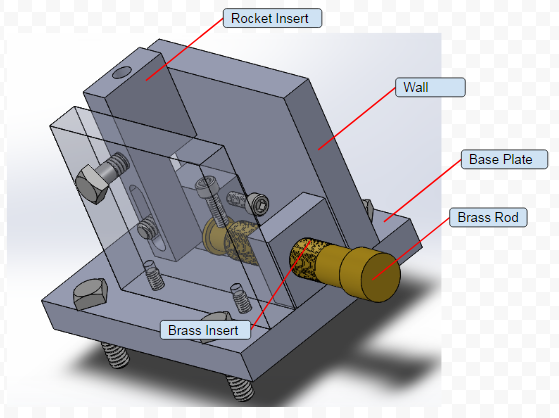 Rocket Insert
Wall
Base Plate
Brass Rod
Brass Insert